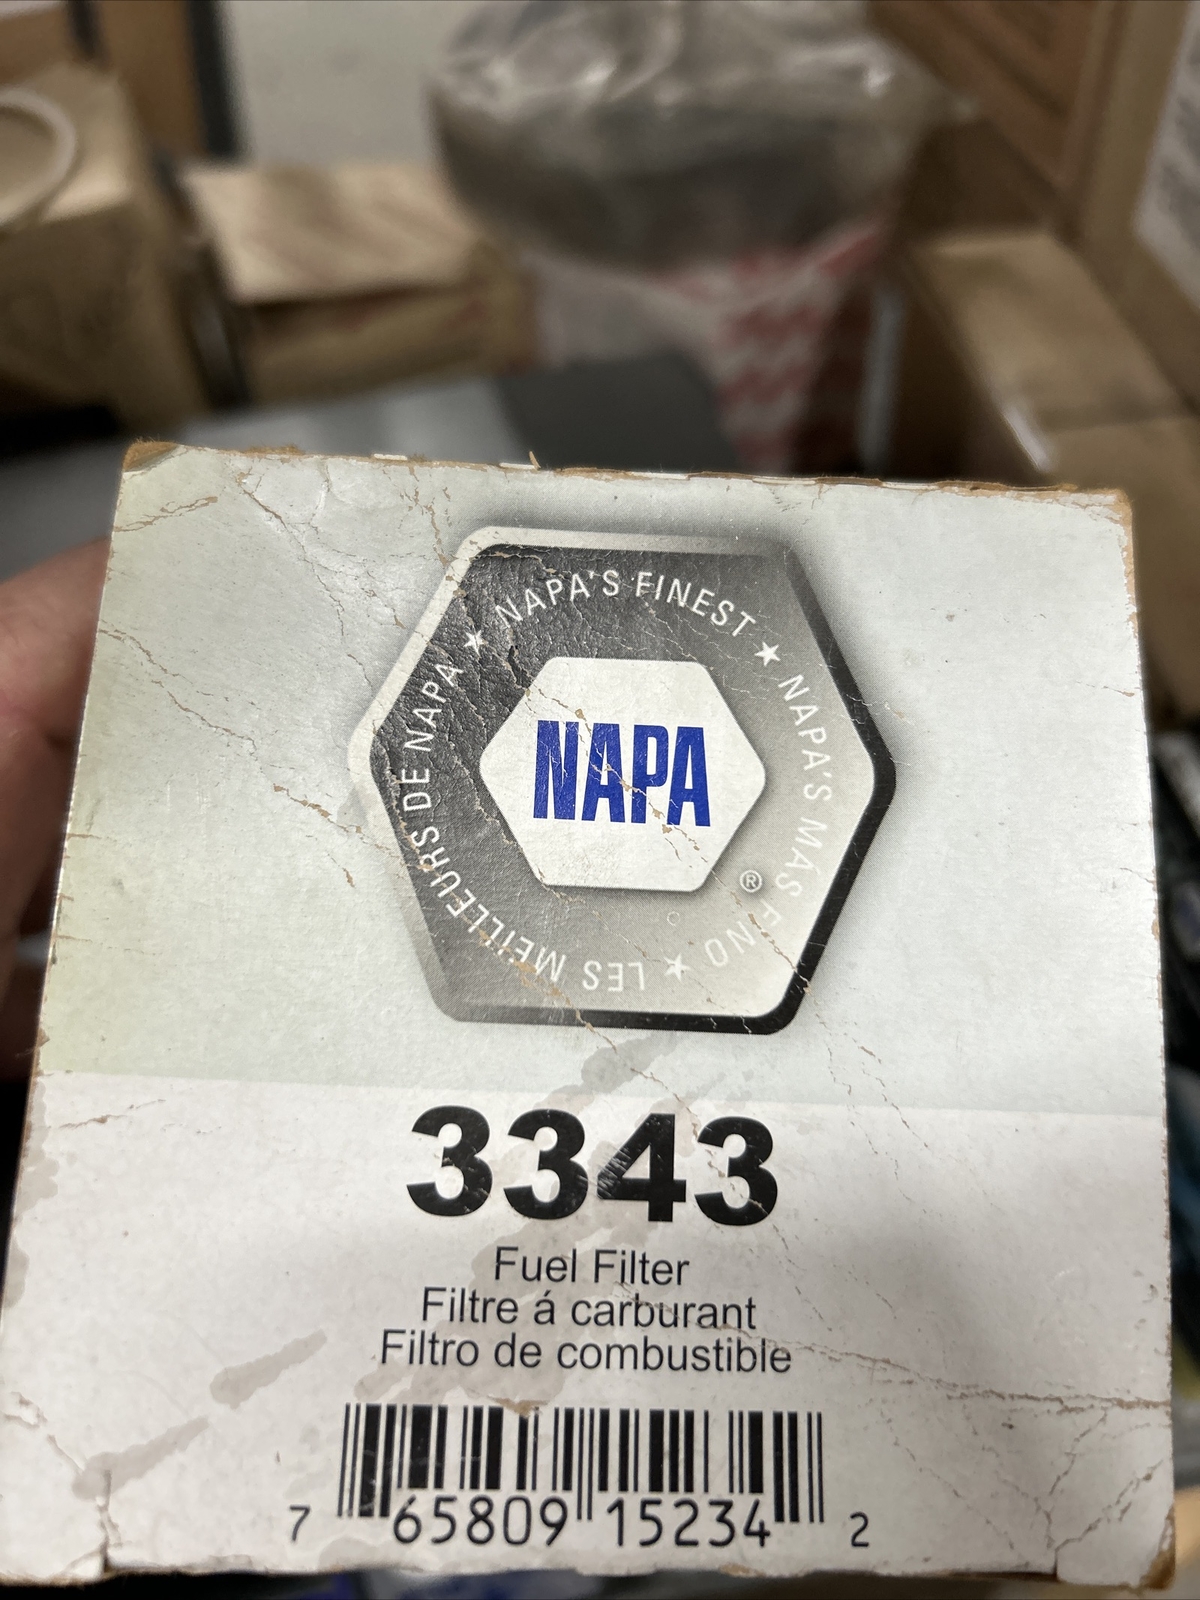 ★ NAPA'S FINEST ★ NAPA'S MÁS FINO ★ LES MEILLEURS DE NAPA
NAPA
®
3343
Fuel Filter
Filtre á carburant
Filtro de combustible
7 65809 15234 2